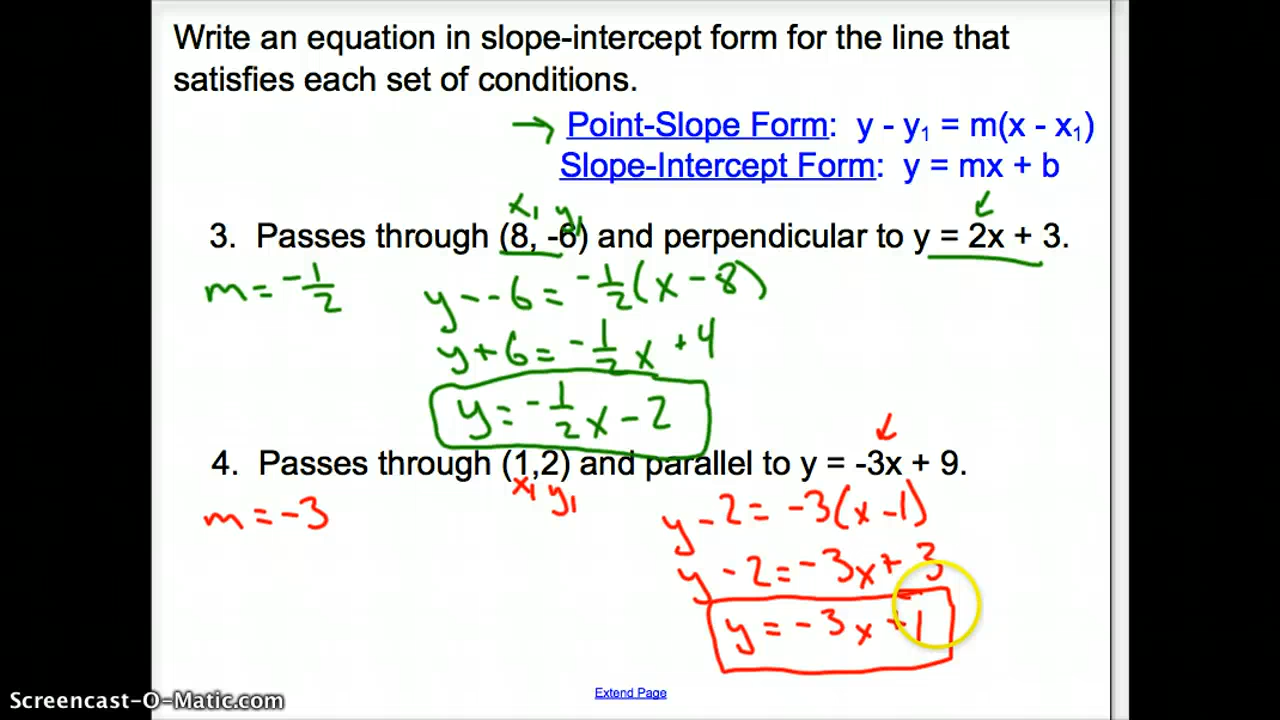 Write an equation in slope-intercept form for the line that
satisfies each set of conditions.
→ Point-Slope Form: y - y₁ = m(x - x₁)
Slope-Intercept Form: y = mx + b
x₁ y₁
3. Passes through (8, -6) and perpendicular to y = 2x + 3.
m = -1/2
y - -6 = -1/2(x - 8)
y + 6 = -1/2x + 4
y = -1/2x - 2
4. Passes through (1,2) and parallel to y = -3x + 9.
x₁ y₁
m = -3
y - 2 = -3(x - 1)
y - 2 = -3x + 3
y = -3x
Extend Page
Screencast-O-Matic.com